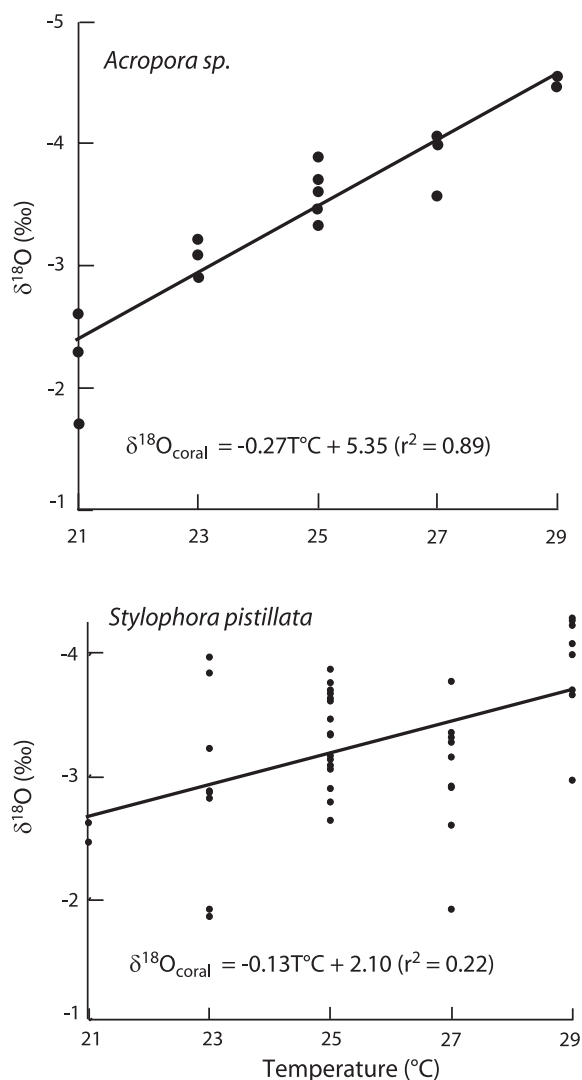 -5
Acropora sp.
-4
δ¹⁸O (‰)
-3
-2
δ¹⁸O_coral = -0.27T°C + 5.35 (r² = 0.89)
-1
21 23 25 27 29
Stylophora pistillata
-4
δ¹⁸O (‰)
-3
-2
δ¹⁸O_coral = -0.13T°C + 2.10 (r² = 0.22)
-1
21 23 25 27 29
Temperature (°C)